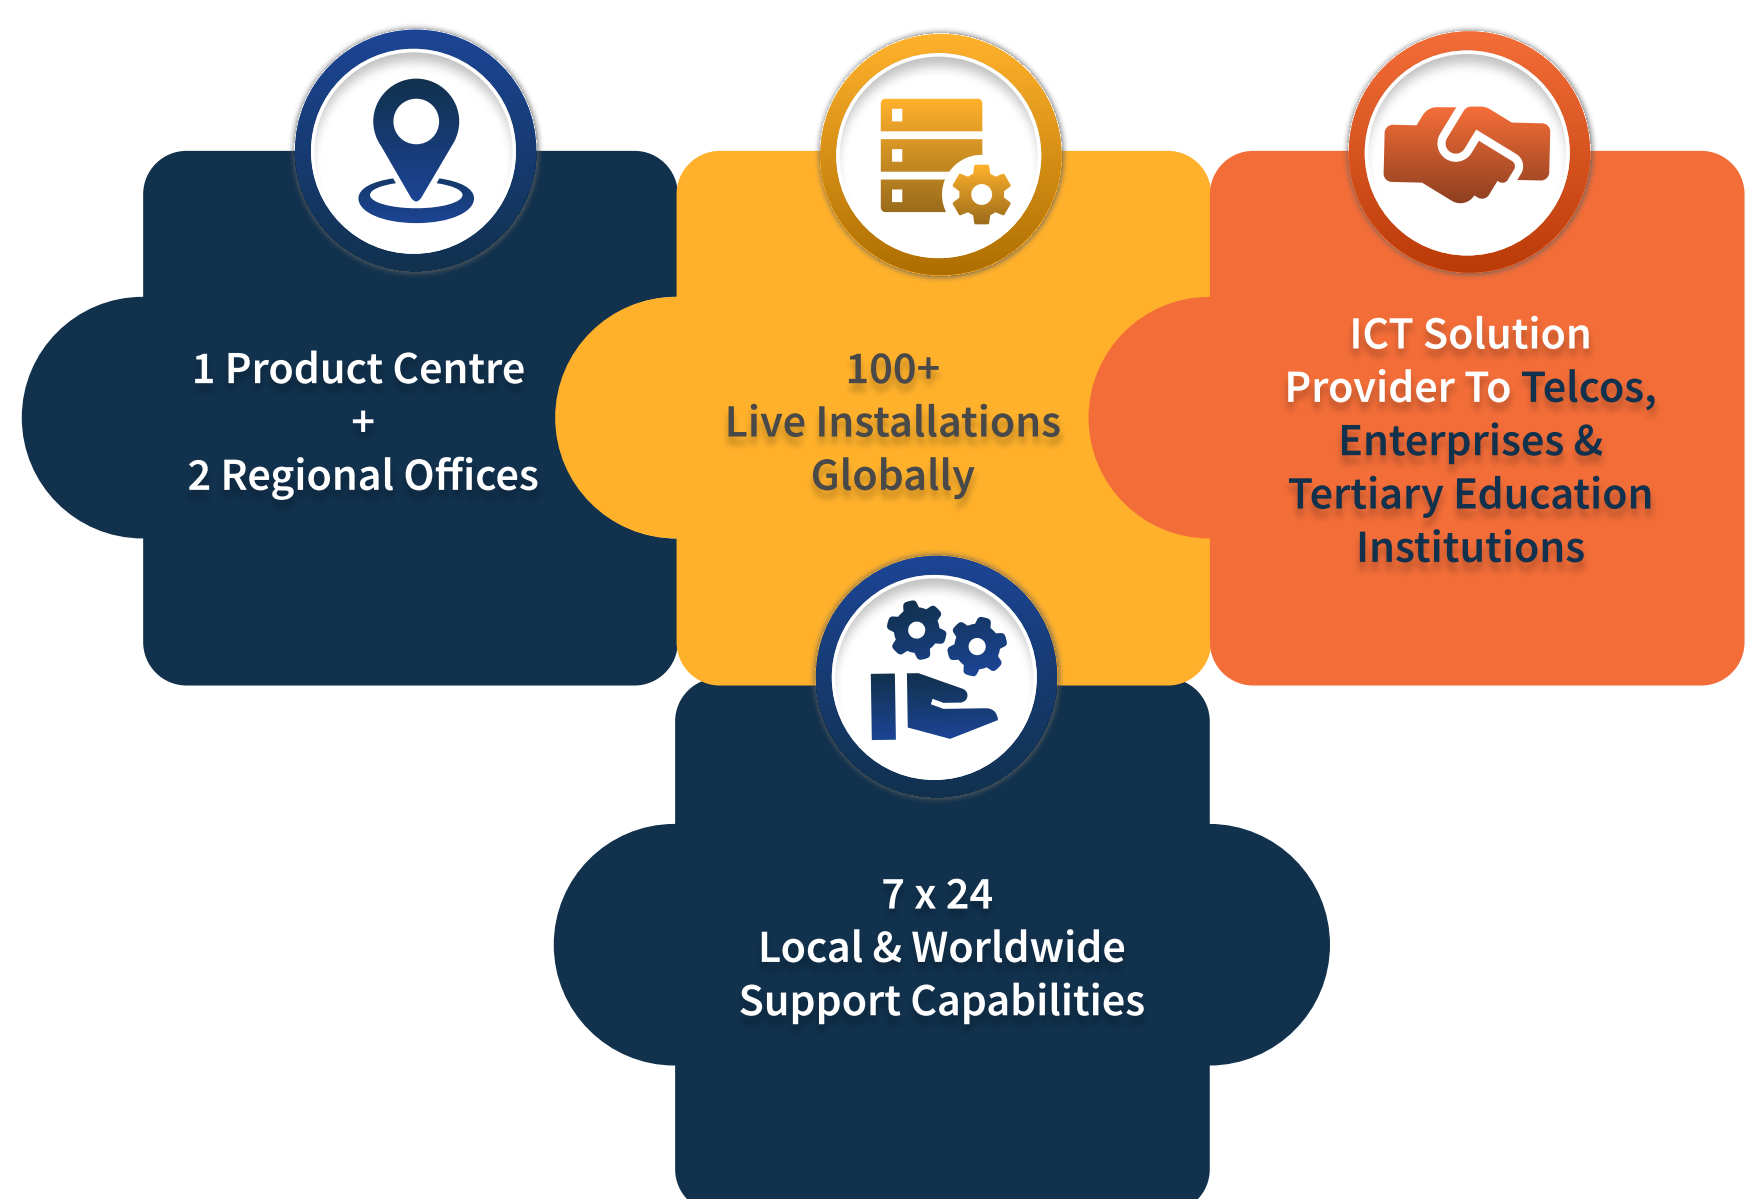 1 Product Centre
+
2 Regional Offices
100+
Live Installations
Globally
ICT Solution
Provider To Telcos,
Enterprises &
Tertiary Education
Institutions
7 x 24
Local & Worldwide
Support Capabilities